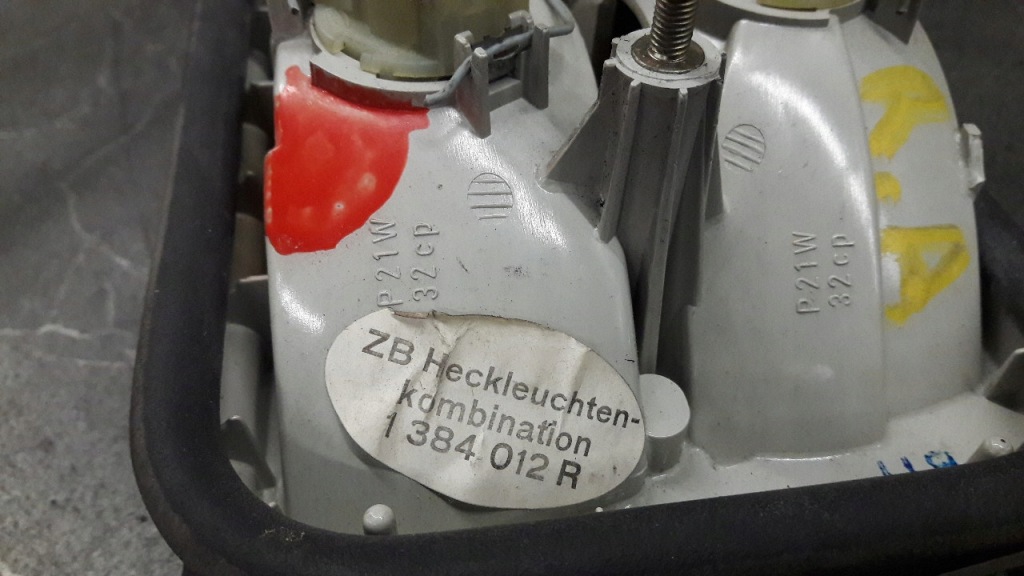 R.A
P21W
32cp
P21W
32cp
ZB Heckleuchten-
kombination
1 384 012 R